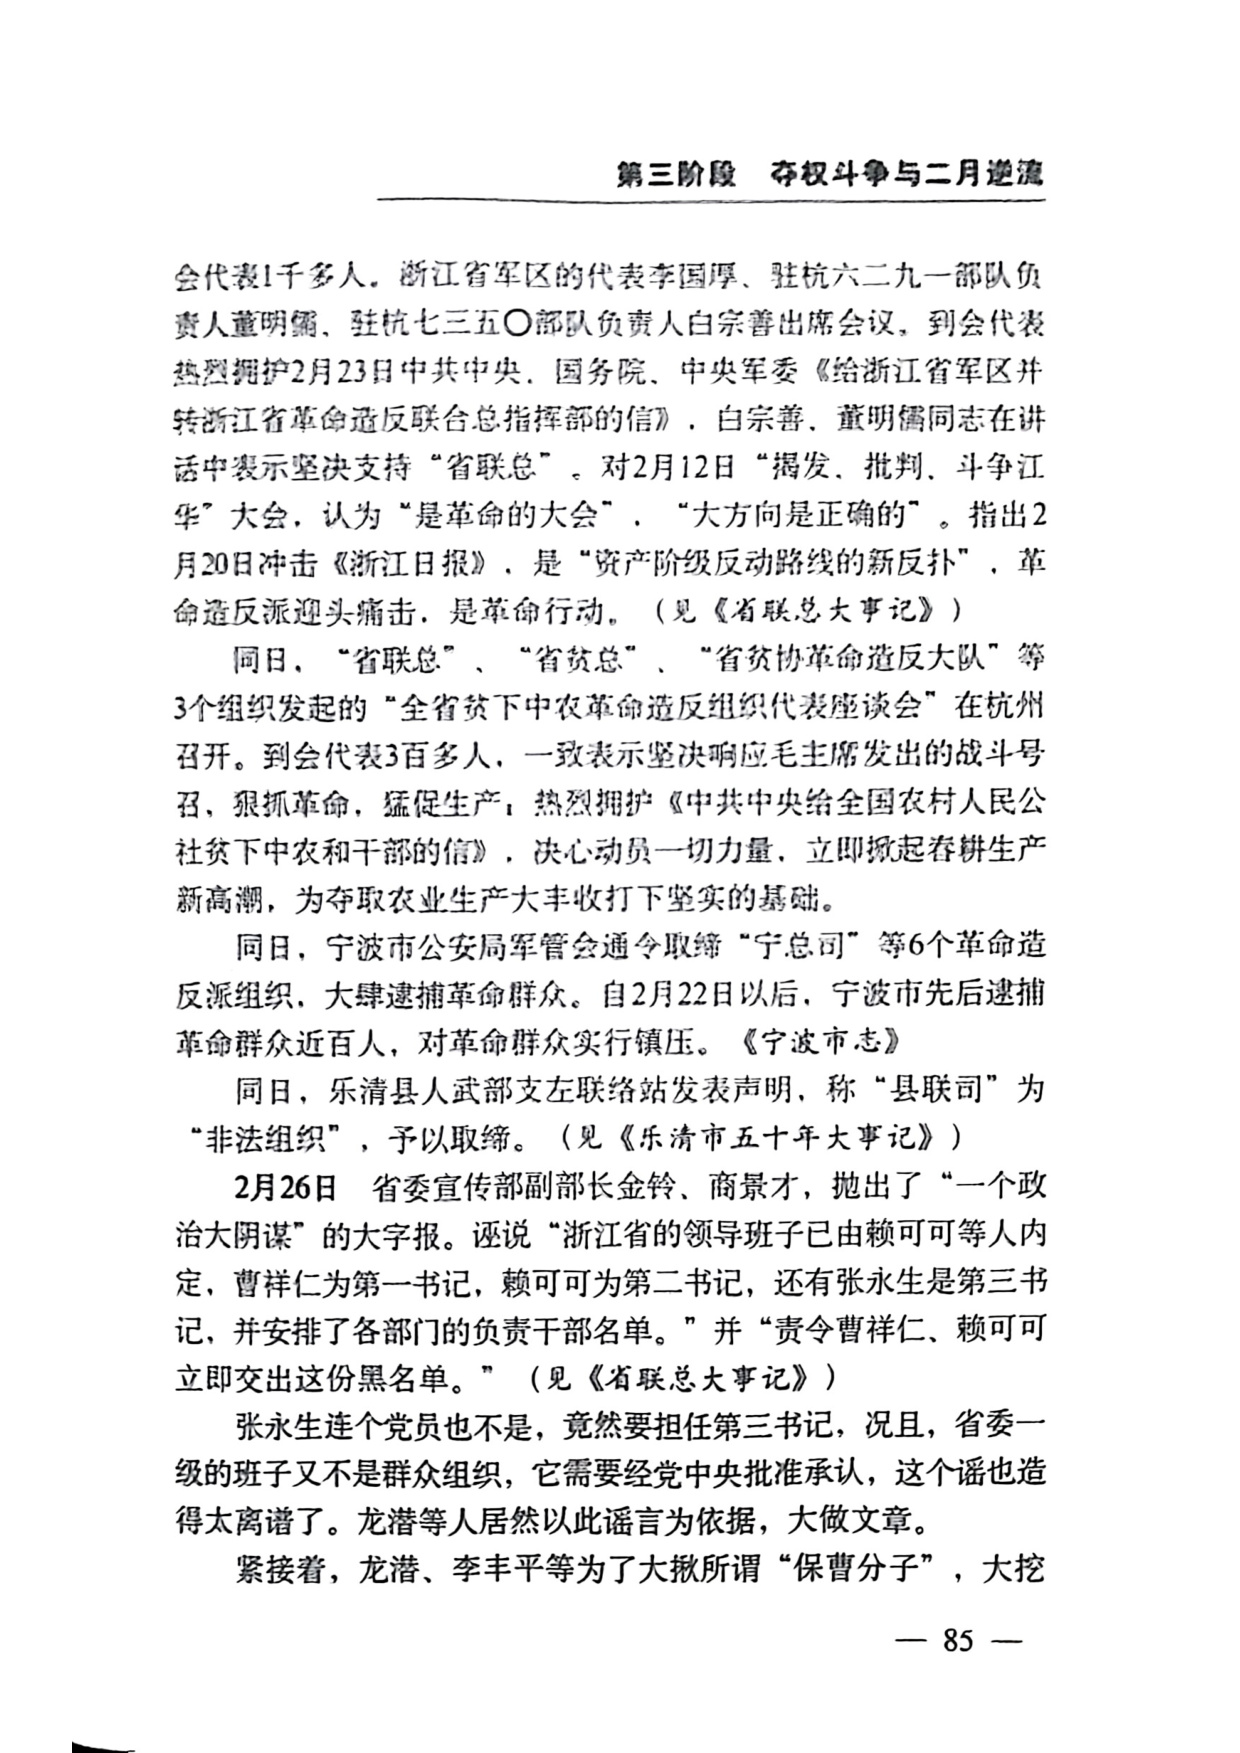 第三阶段　夺权斗争与二月逆流
会代表1千多人。浙江省军区的代表李国厚、驻杭六二九一部队负
责人董明儒、驻杭七三五〇部队负责人白宗善出席会议。到会代表
热烈拥护2月23日中共中央、国务院、中央军委《给浙江省军区并
转浙江省革命造反联合总指挥部的信》，白宗善、董明儒同志在讲
话中表示坚决支持“省联总”。对2月12日“揭发、批判、斗争江
华”大会，认为“是革命的大会”，“大方向是正确的”。指出2
月20日冲击《浙江日报》，是“资产阶级反动路线的新反扑”，革
命造反派迎头痛击，是革命行动。（见《省联总大事记》）
同日，“省联总”、“省贫总”、“省贫协革命造反大队”等
3个组织发起的“全省贫下中农革命造反组织代表座谈会”在杭州
召开。到会代表3百多人，一致表示坚决响应毛主席发出的战斗号
召，狠抓革命，猛促生产；热烈拥护《中共中央给全国农村人民公
社贫下中农和干部的信》，决心动员一切力量，立即掀起春耕生产
新高潮，为夺取农业生产大丰收打下坚实的基础。
同日，宁波市公安局军管会通令取缔“宁总司”等6个革命造
反派组织，大肆逮捕革命群众。自2月22日以后，宁波市先后逮捕
革命群众近百人，对革命群众实行镇压。《宁波市志》
同日，乐清县人武部支左联络站发表声明，称“县联司”为
“非法组织”，予以取缔。（见《乐清市五十年大事记》）
2月26日　省委宣传部副部长金铃、商景才，抛出了“一个政
治大阴谋”的大字报。诬说“浙江省的领导班子已由赖可可等人内
定，曹祥仁为第一书记，赖可可为第二书记，还有张永生是第三书
记，并安排了各部门的负责干部名单。”并“责令曹祥仁、赖可可
立即交出这份黑名单。”（见《省联总大事记》）
张永生连个党员也不是，竟然要担任第三书记，况且，省委一
级的班子又不是群众组织，它需要经党中央批准承认，这个谣也造
得太离谱了。龙潜等人居然以此谣言为依据，大做文章。
紧接着，龙潜、李丰平等为了大揪所谓“保曹分子”，大挖
— 85 —